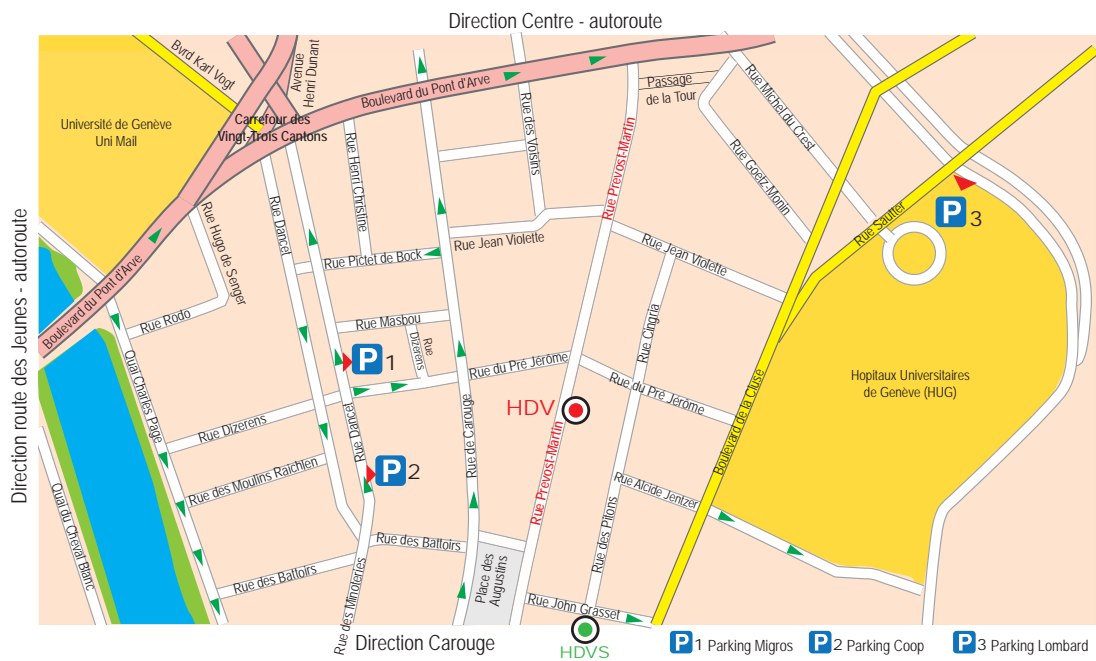 Direction Centre - autoroute
Bvrd Karl Vogt
Avenue
Henri Dunant
Boulevard du Pont d'Arve
Passage
de la Tour
Rue Michel du Crest
Université de Genève
Uni Mail
Carrefour des
Vingt-Trois Cantons
Rue des Voisins
Rue Henri Christine
Rue Prevost-Martin
Rue Goetz-Monin
Rue Sautter
P 3
Rue Hugo de Senger
Rue Dancet
Rue Jean Violette
Rue Jean Violette
Rue Pictet de Bock
Direction route des Jeunes - autoroute
Boulevard du Pont d'Arve
Rue Rodo
Rue Masbou
Rue
Dizerens
Rue Cingria
P 1
Rue du Pré Jérôme
Rue du Pré Jérôme
Hopitaux Universitaires
de Genève (HUG)
Quai Charles Page
Rue Dizerens
Rue Dancet
Rue de Carouge
HDV
Boulevard de la Cluse
Rue des Moulins Raichlen
P 2
Rue Prevost-Martin
Rue Alcide Jentzer
Quai du Cheval Blanc
Rue des Battoirs
Rue des Battoirs
Rue des Minoteries
Place des
Augustins
Rue des Pitons
Rue John Grasset
Direction Carouge
HDVS
P 1 Parking Migros
P 2 Parking Coop
P 3 Parking Lombard